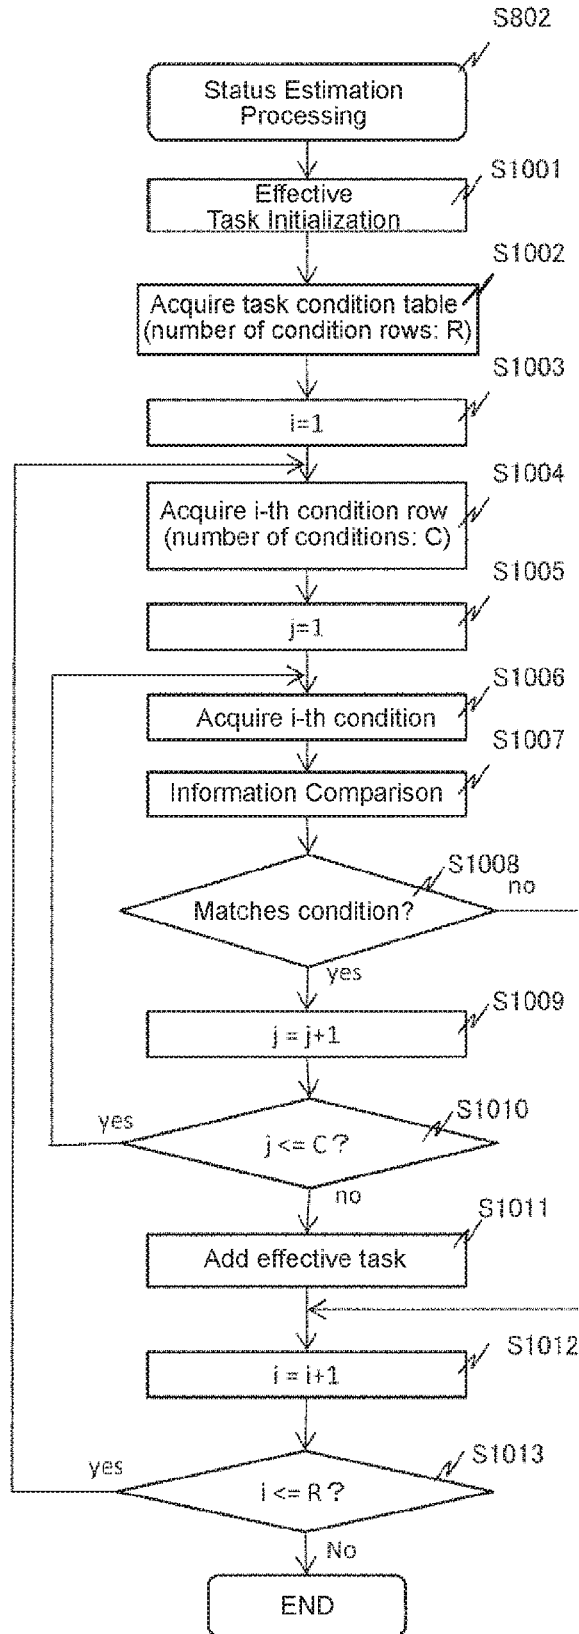 S802
Status Estimation
Processing
S1001
Effective
Task Initialization
S1002
Acquire task condition table
(number of condition rows: R)
S1003
i=1
S1004
Acquire i-th condition row
(number of conditions: C)
S1005
j=1
S1006
Acquire i-th condition
S1007
Information Comparison
S1008
no
Matches condition?
yes
S1009
j = j+1
S1010
yes
j <= C ?
no
S1011
Add effective task
S1012
i = i+1
S1013
yes
i <= R ?
No
END